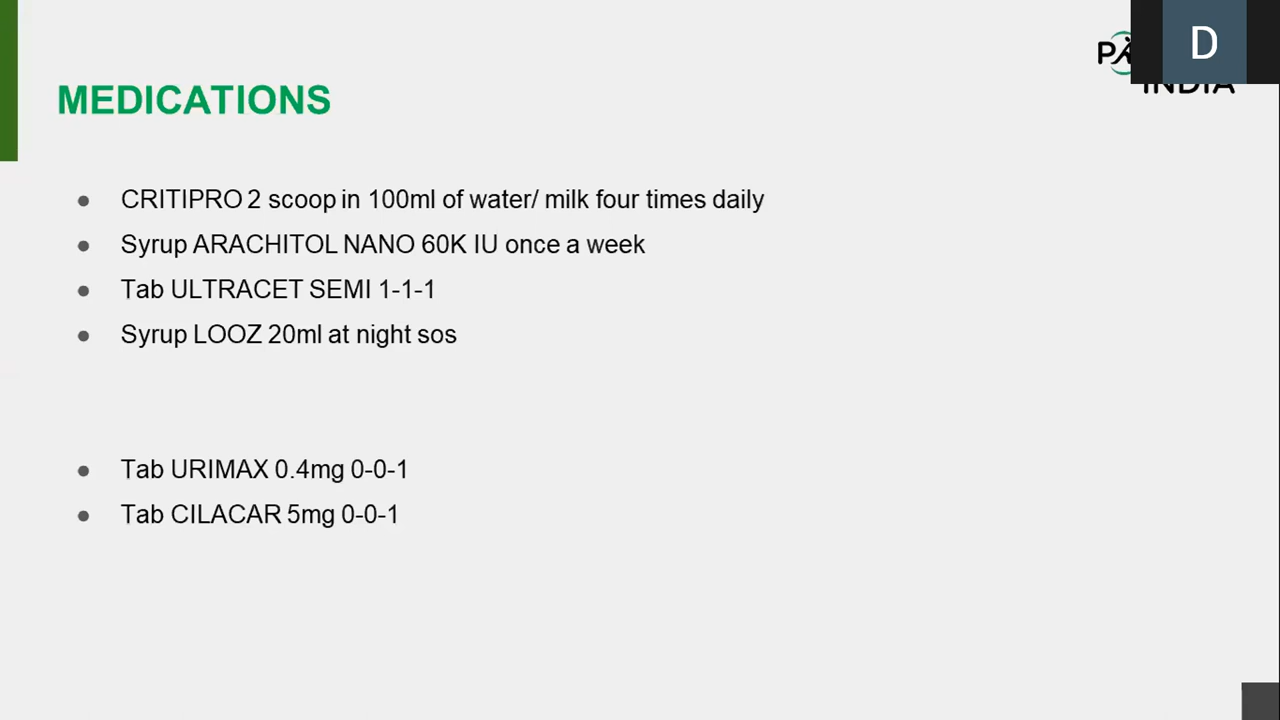 D
INDIA
MEDICATIONS
CRITIPRO 2 scoop in 100ml of water/ milk four times daily
Syrup ARACHITOL NANO 60K IU once a week
Tab ULTRACET SEMI 1-1-1
Syrup LOOZ 20ml at night sos
Tab URIMAX 0.4mg 0-0-1
Tab CILACAR 5mg 0-0-1